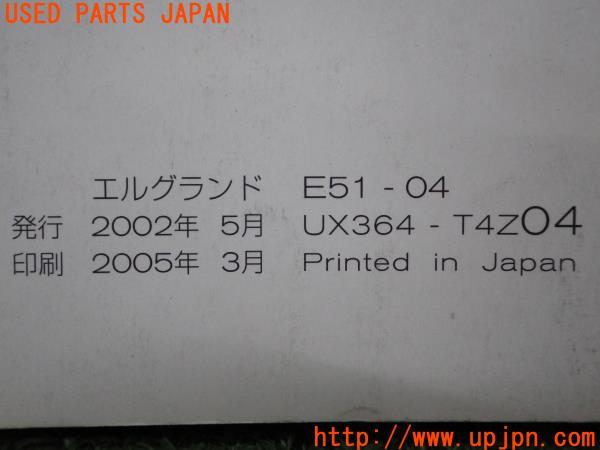 USED PARTS JAPAN
エルグランド E51 - 04
発行 2002年 5月 UX364 - T4Z04
印刷 2005年 3月 Printed in Japan
http://www.upjpn.com/